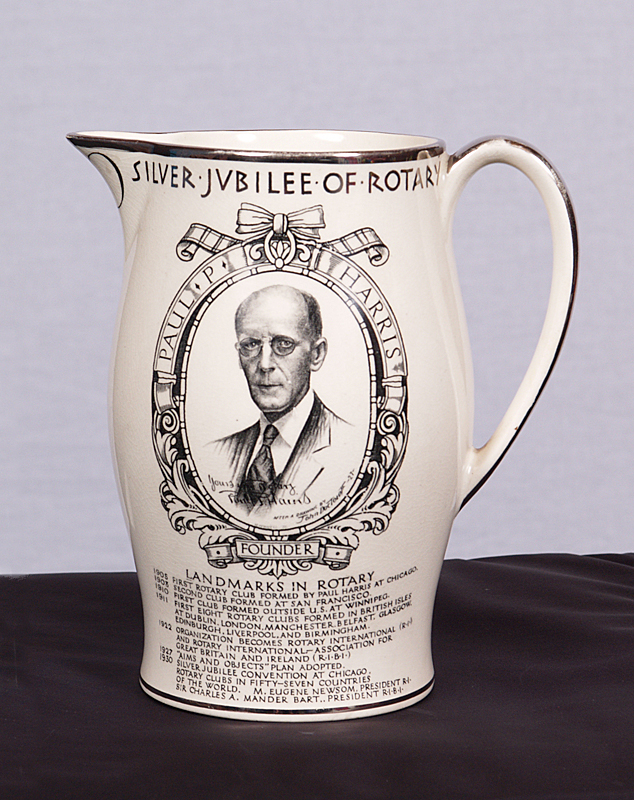 SILVER·JVBILEE·OF·ROTARY
PAUL·P·HARRIS
Yours in Rotary
Paul P. Harris
FOUNDER
LANDMARKS IN ROTARY
1905 FIRST ROTARY CLUB FORMED BY PAUL HARIS AT CHICAGO.
1908 SECOND CLUB FORMED AT SAN FRANCISCO.
1910 FIRST CLUB FORMED OUTSIDE U.S. AT WINNIPEG.
1911 FIRST EIGHT ROTARY CLUBS FORMED IN BRITISH ISLES
AT DUBLIN, LONDON, MANCHESTER, BELFAST, GLASGOW,
EDINBURGH, LIVERPOOL, AND BIRMINGHAM.
1922 ORGANIZATION BECOMES ROTARY INTERNATIONAL (R·I·)
AND ROTARY INTERNATIONAL—ASSOCIATION FOR
GREAT BRITAIN AND IRELAND (R·I·B·I·)
1927 "AIMS AND OBJECTS" PLAN ADOPTED.
1930 SILVER JUBILEE CONVENTION AT CHICAGO.
ROTARY CLUBS IN FIFTY-SEVEN COUNTRIES
OF THE WORLD. M. EUGENE NEWSOM, PRESIDENT R·I·
SIR CHARLES A. MANDER BART., PRESIDENT R·I·B·I·